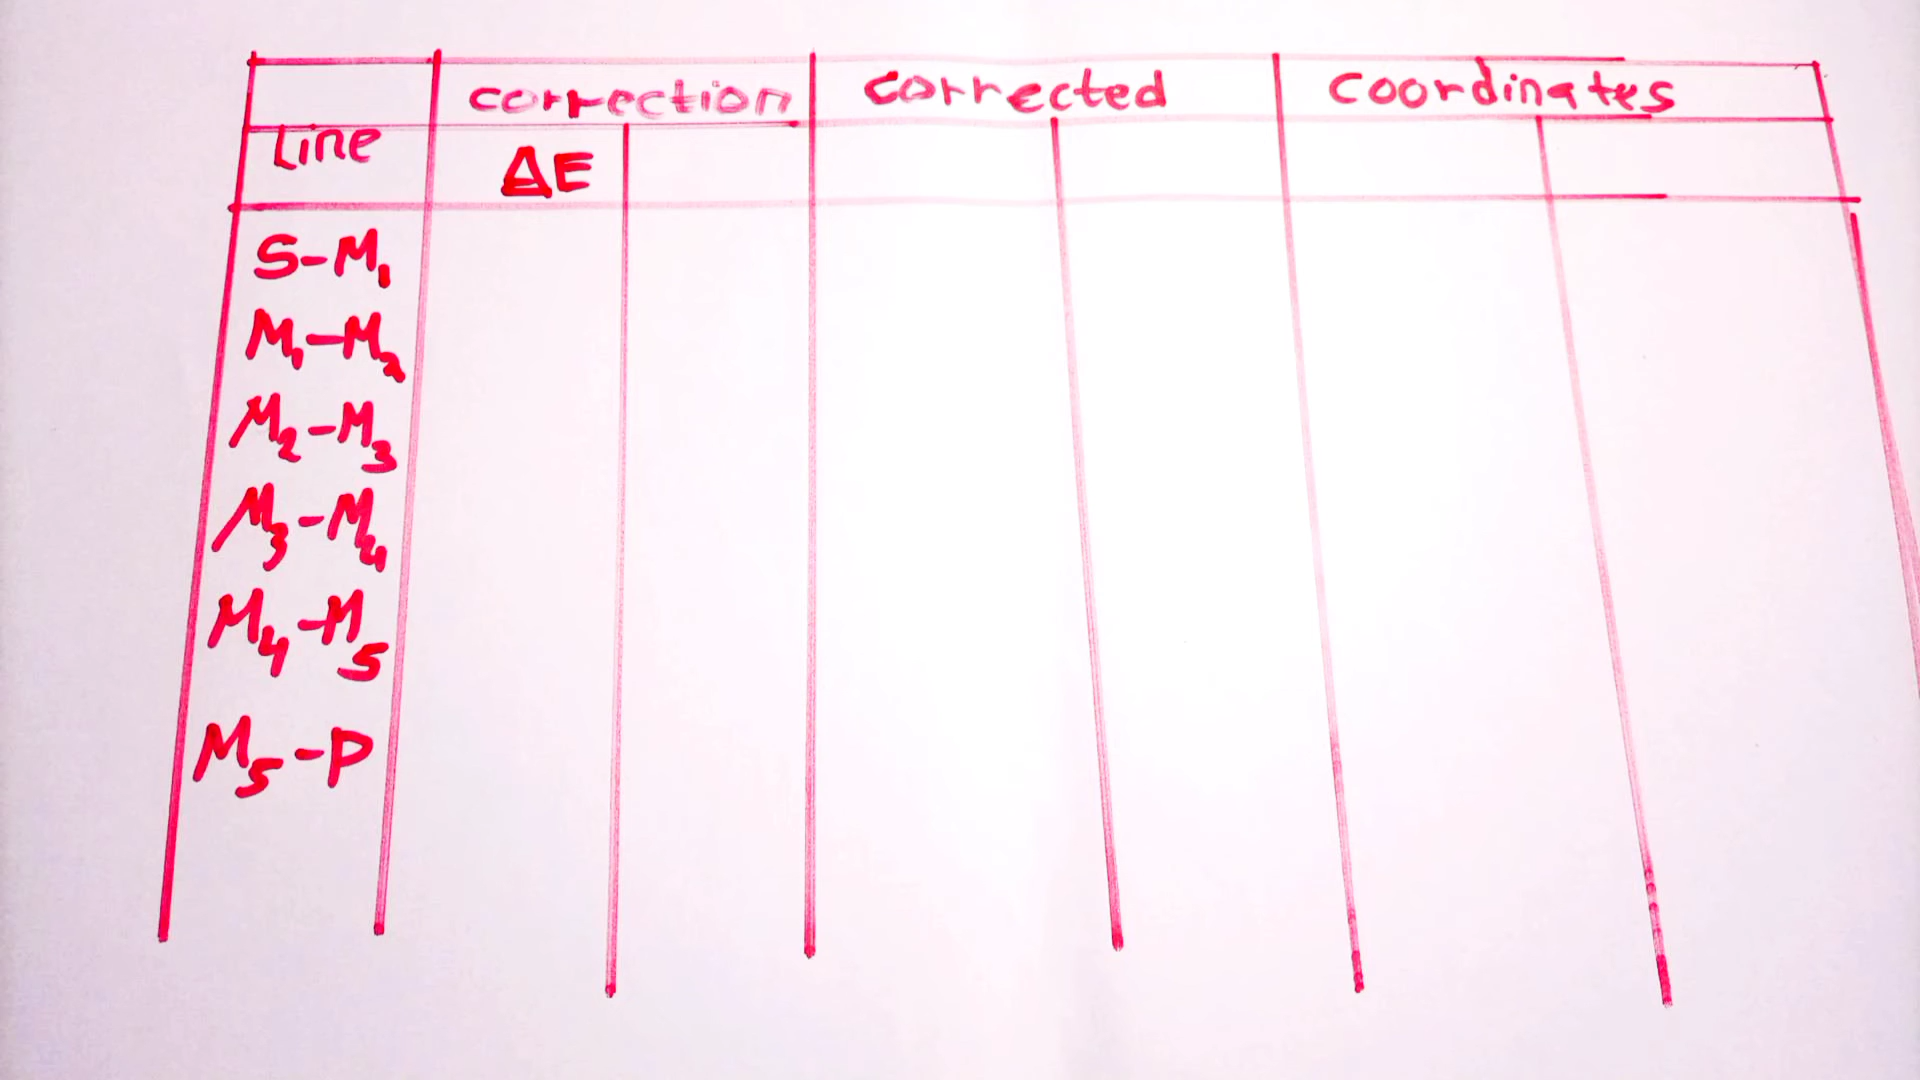 correction corrected coordinates
Line ΔE
S-M₁
M₁-M₂
M₂-M₃
M₃-M₄
M₄-M₅
M₅-P